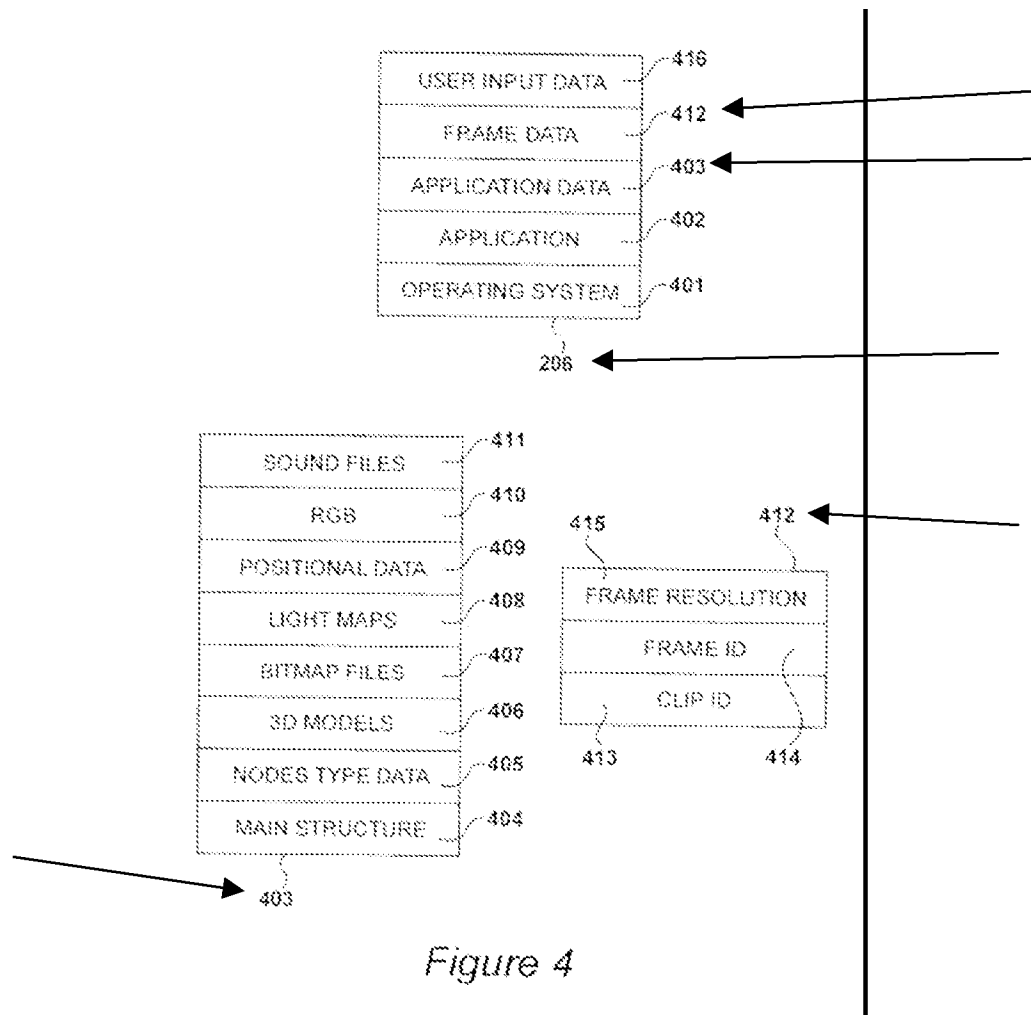 USER INPUT DATA 416
FRAME DATA 412
APPLICATION DATA 403
APPLICATION 402
OPERATING SYSTEM 401
206
SOUND FILES 411
RGB 410
POSITIONAL DATA 409
LIGHT MAPS 408
BITMAP FILES 407
3D MODELS 406
NODES TYPE DATA 405
MAIN STRUCTURE 404
403
415 412
FRAME RESOLUTION
FRAME ID
CLIP ID
413 414
Figure 4